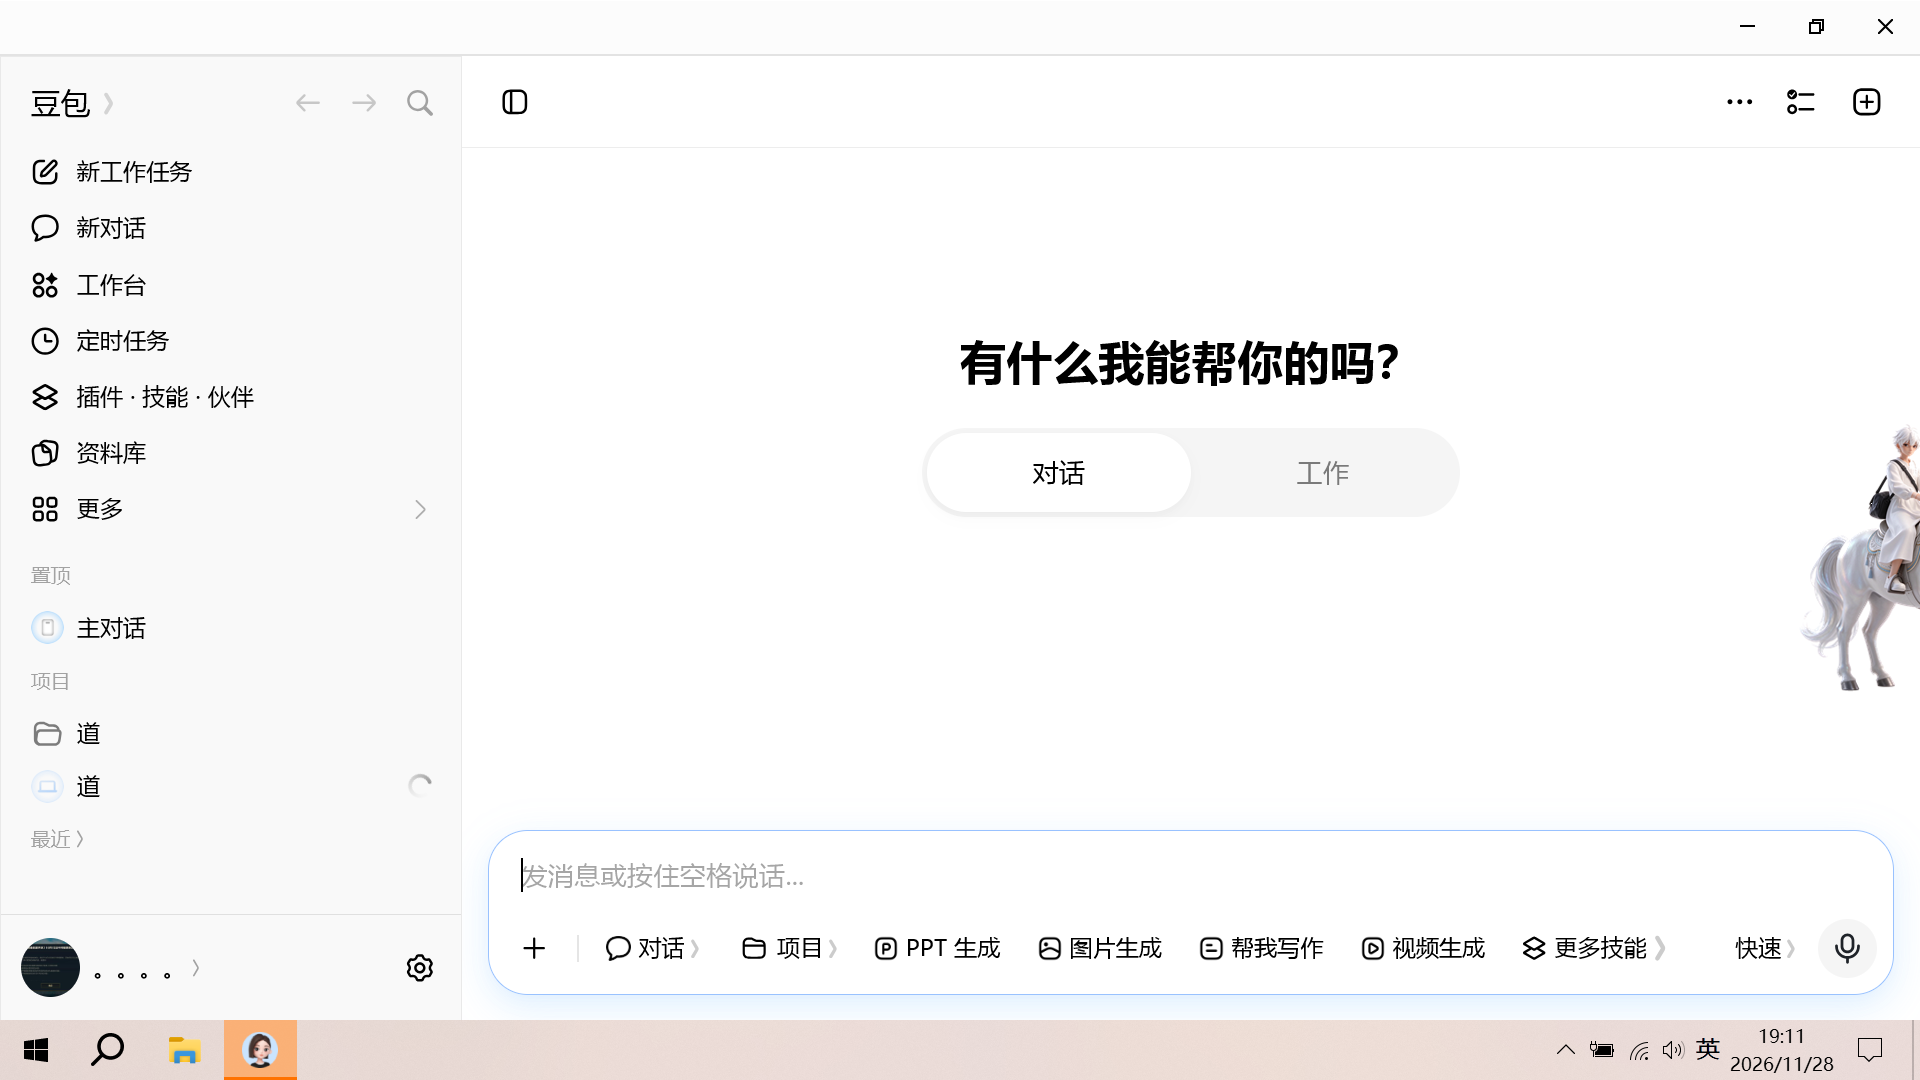 豆包
新工作任务
新对话
工作台
定时任务
插件 · 技能 · 伙伴
资料库
更多
置顶
主对话
项目
道
道
最近
。。。。
有什么我能帮你的吗？
对话 工作
发消息或按住空格说话...
对话 项目 PPT 生成 图片生成 帮我写作 视频生成 更多技能 快速
英
19:11
2026/11/28